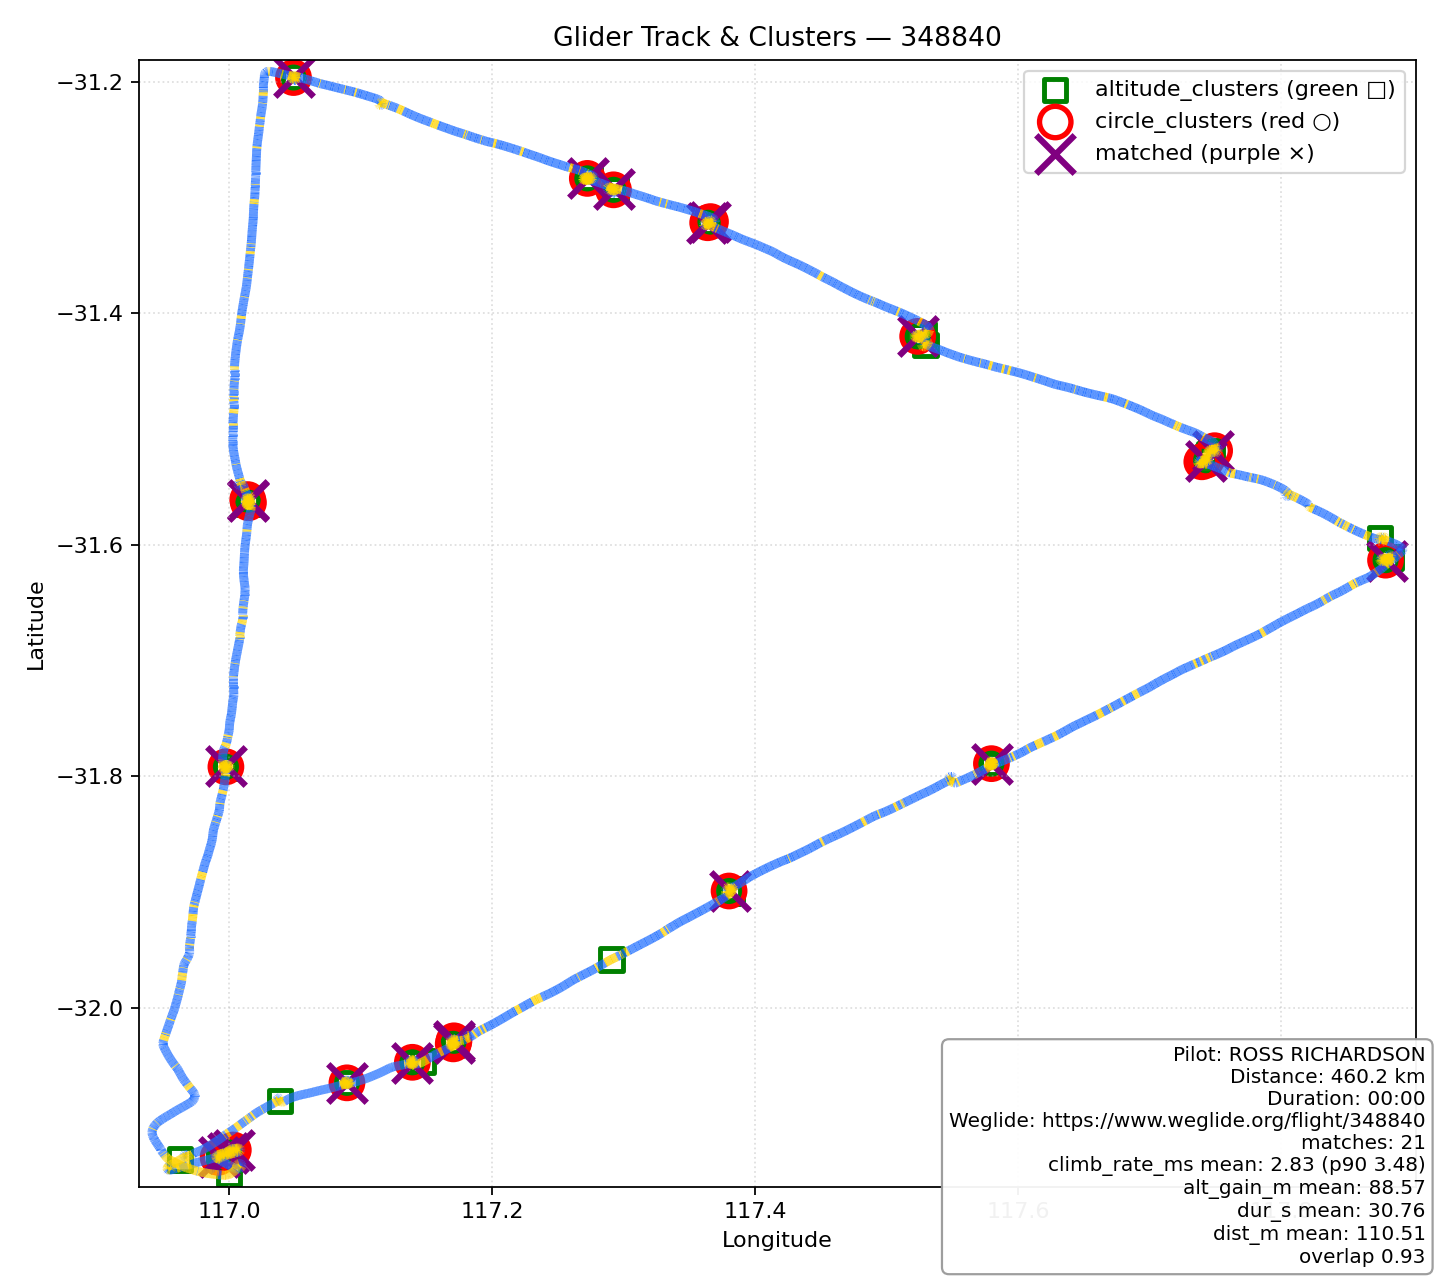 Glider Track & Clusters — 348840
altitude_clusters (green □)
circle_clusters (red ○)
matched (purple ×)
−31.2
−31.4
−31.6
−31.8
−32.0
Latitude
117.0
117.2
117.4
117.6
Longitude
Pilot: ROSS RICHARDSON
Distance: 460.2 km
Duration: 00:00
Weglide: https://www.weglide.org/flight/348840
matches: 21
climb_rate_ms mean: 2.83 (p90 3.48)
alt_gain_m mean: 88.57
dur_s mean: 30.76
dist_m mean: 110.51
overlap 0.93